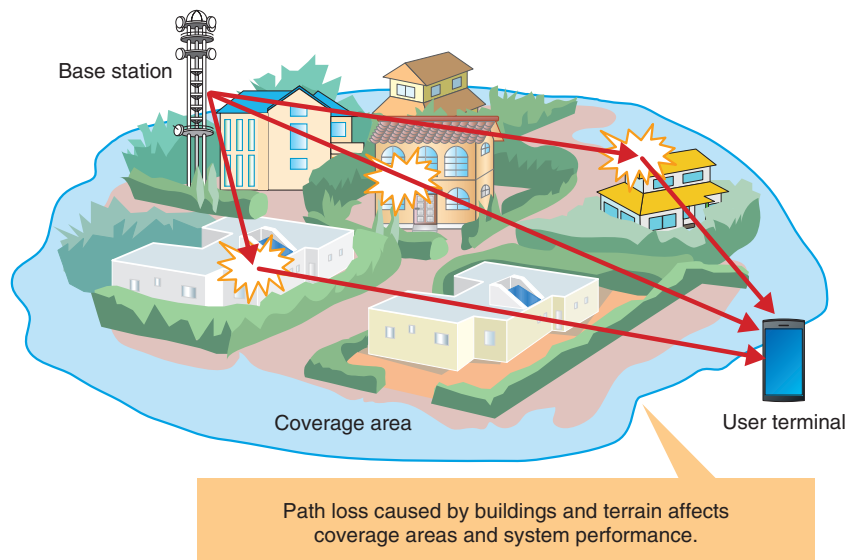 Base station
Coverage area
User terminal
Path loss caused by buildings and terrain affects
coverage areas and system performance.